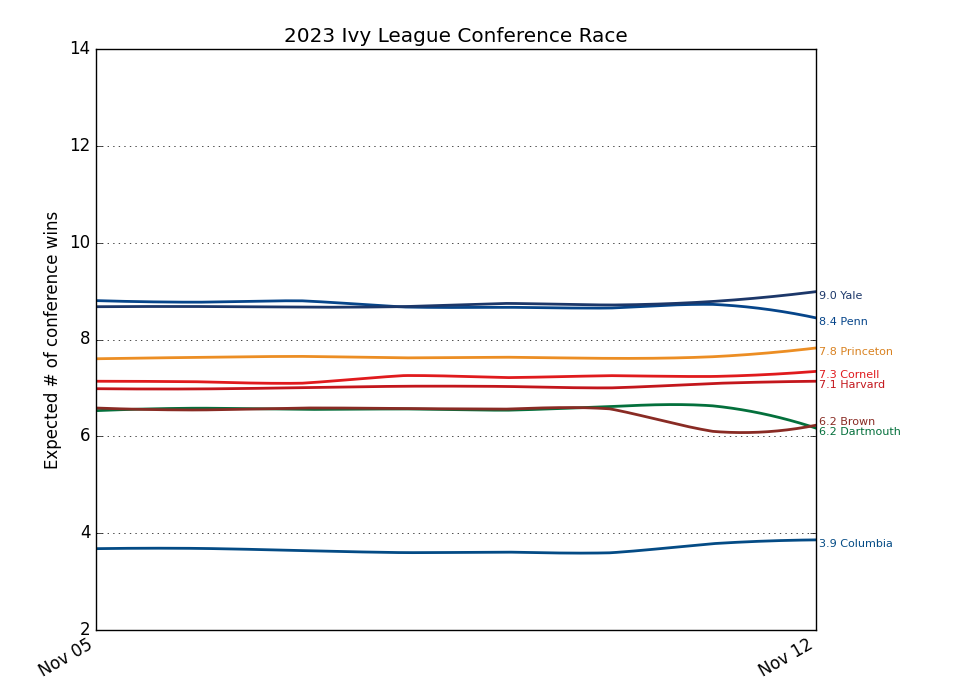 2023 Ivy League Conference Race
Expected # of conference wins
14
12
10
8
6
4
2
Nov 05
Nov 12
9.0 Yale
8.4 Penn
7.8 Princeton
7.3 Cornell
7.1 Harvard
6.2 Brown
6.2 Dartmouth
3.9 Columbia